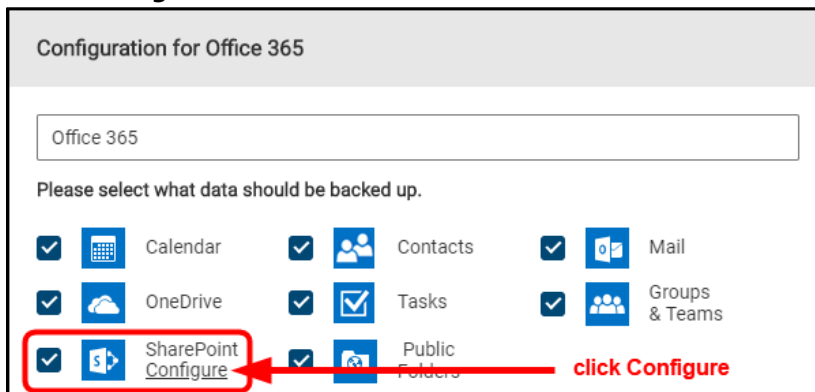 Configuration for Office 365
Office 365
Please select what data should be backed up.
Calendar
Contacts
Mail
OneDrive
Tasks
Groups
& Teams
SharePoint
Configure
Public
Folders
click Configure